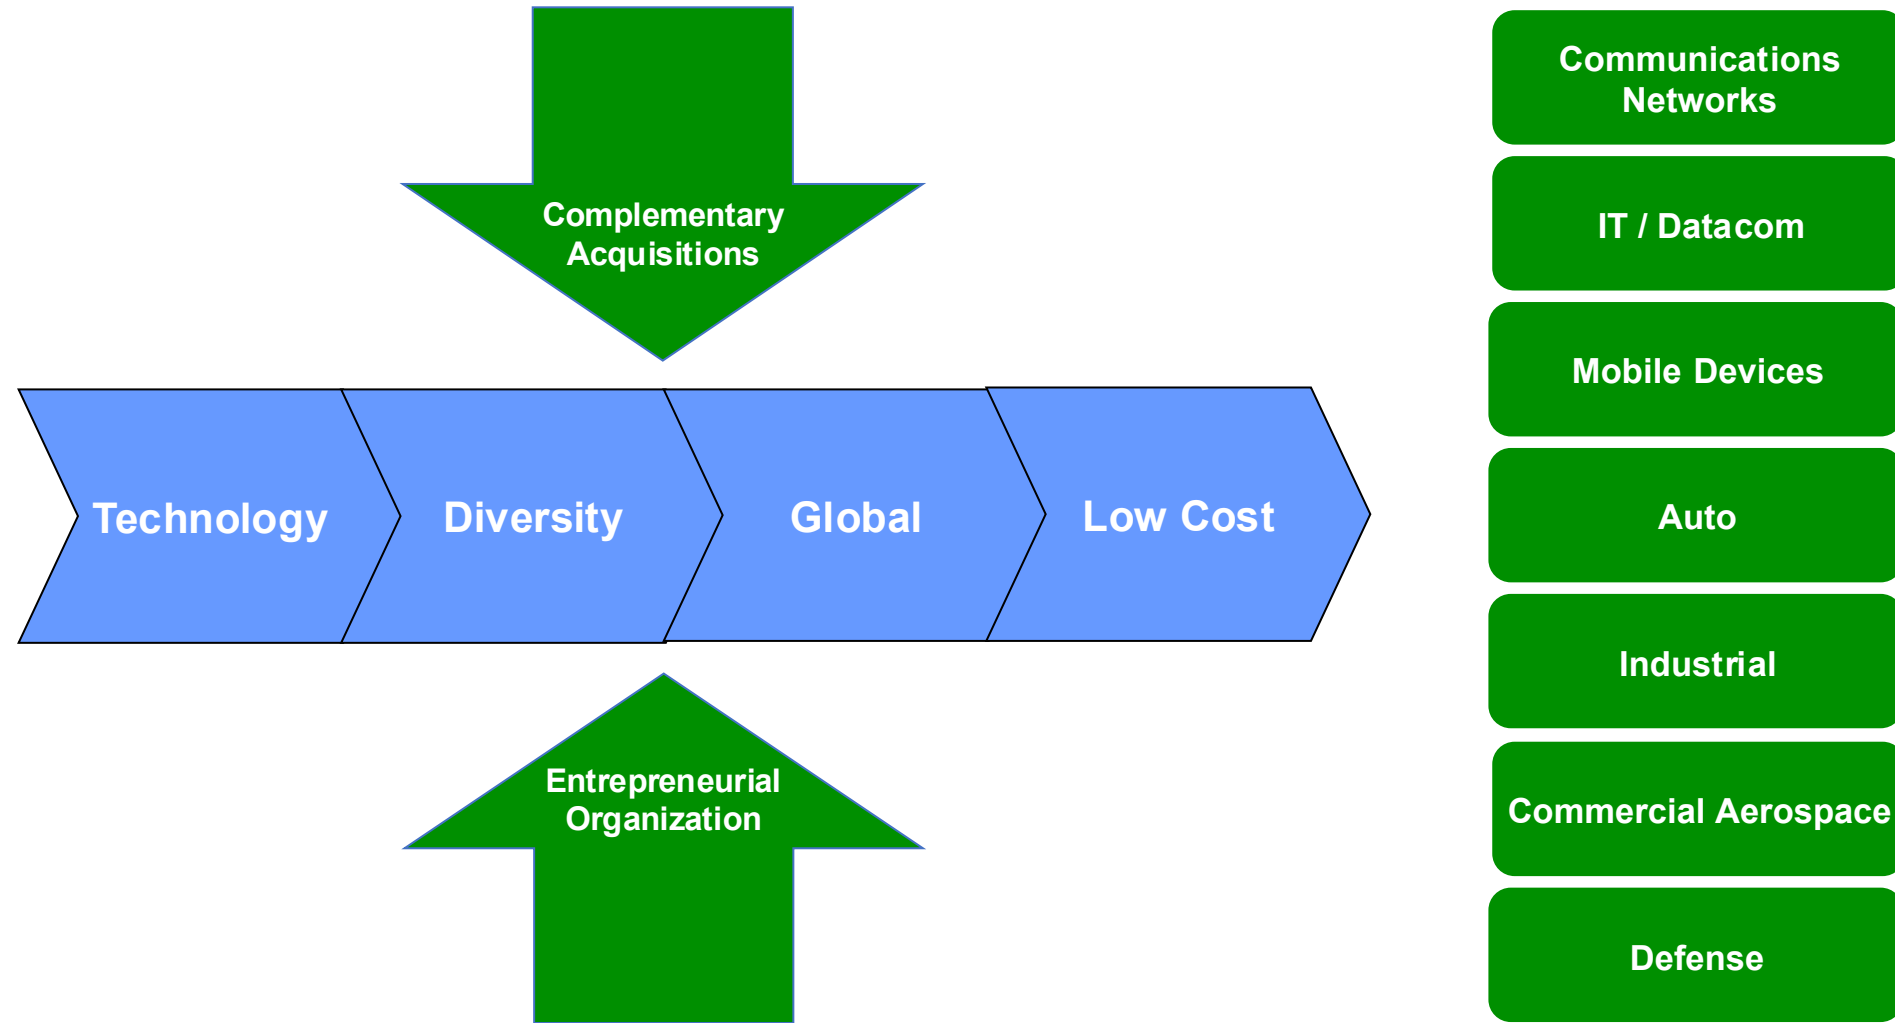 Complementary
Acquisitions
Technology
Diversity
Global
Low Cost
Entrepreneurial
Organization
Communications
Networks
IT / Datacom
Mobile Devices
Auto
Industrial
Commercial Aerospace
Defense